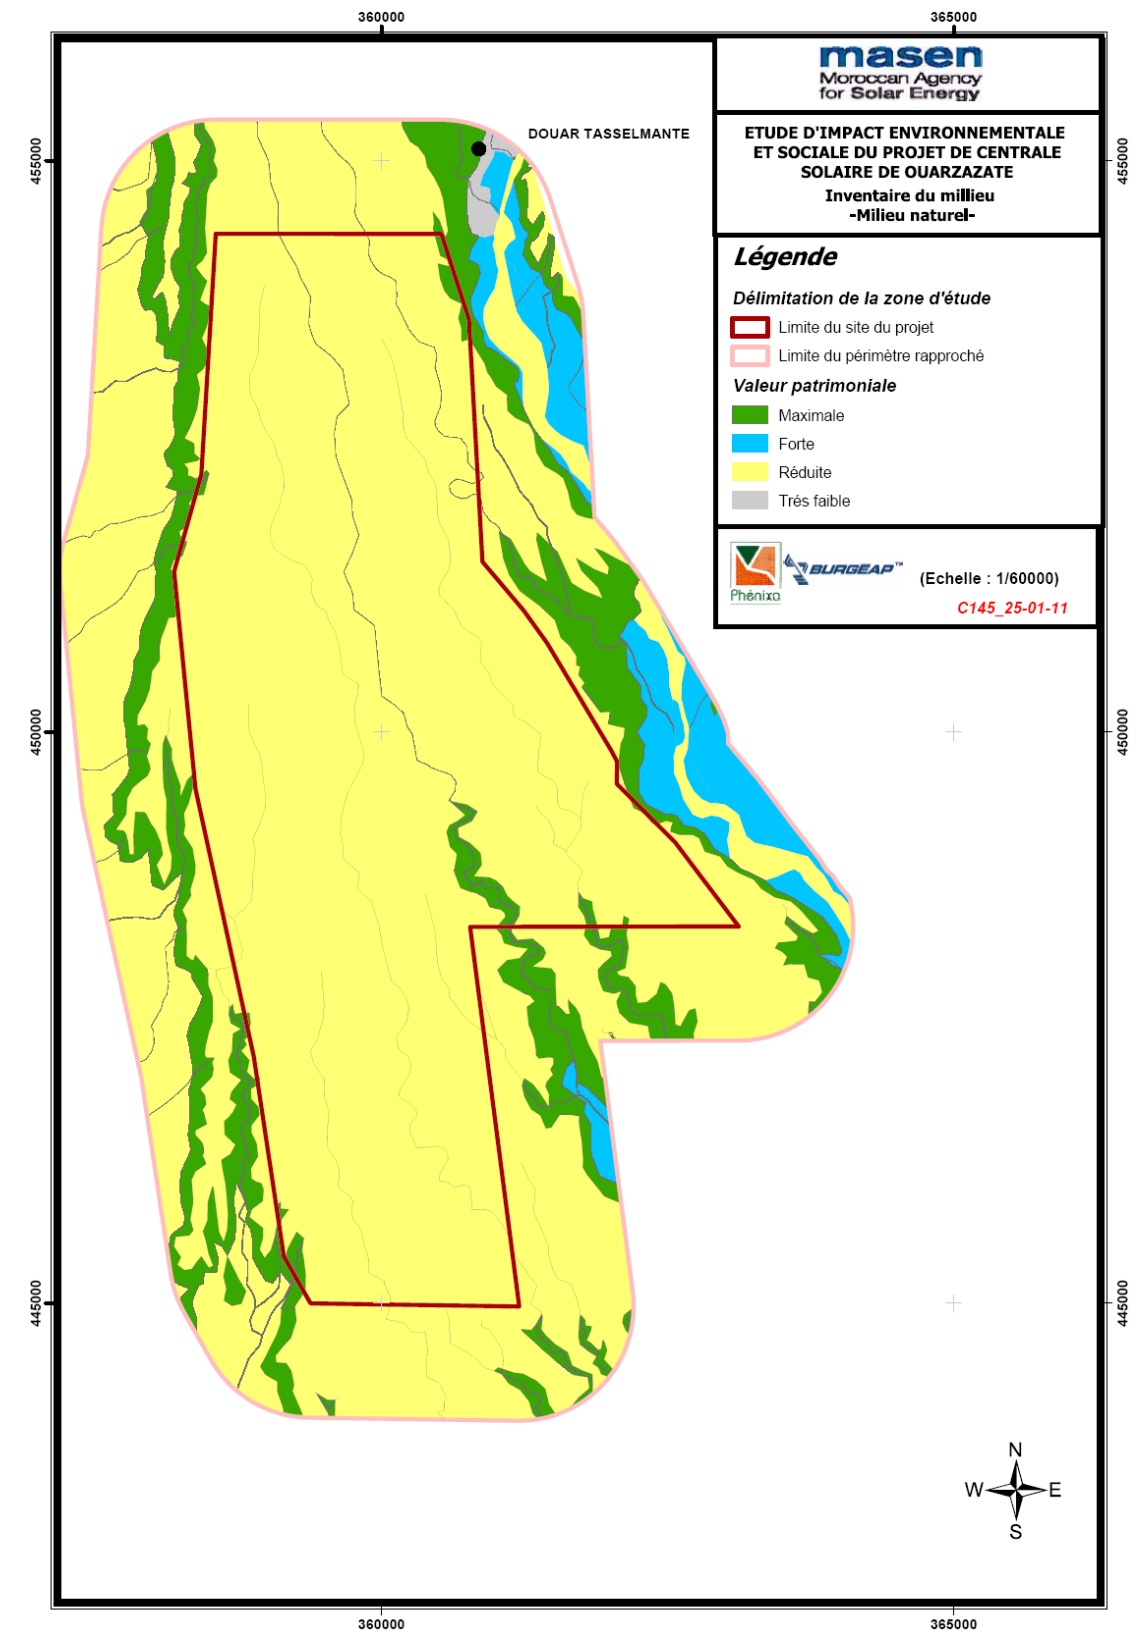 360000
365000
masen
Moroccan Agency
for Solar Energy
ETUDE D'IMPACT ENVIRONNEMENTALE
ET SOCIALE DU PROJET DE CENTRALE
SOLAIRE DE OUARZAZATE
Inventaire du millieu
-Milieu naturel-
DOUAR TASSELMANTE
455000
455000
Légende
Délimitation de la zone d'étude
Limite du site du projet
Limite du périmètre rapproché
Valeur patrimoniale
Maximale
Forte
Réduite
Trés faible
Phénixa
BURGEAP™
(Echelle : 1/60000)
C145_25-01-11
450000
450000
445000
445000
N
W
E
S
360000
365000